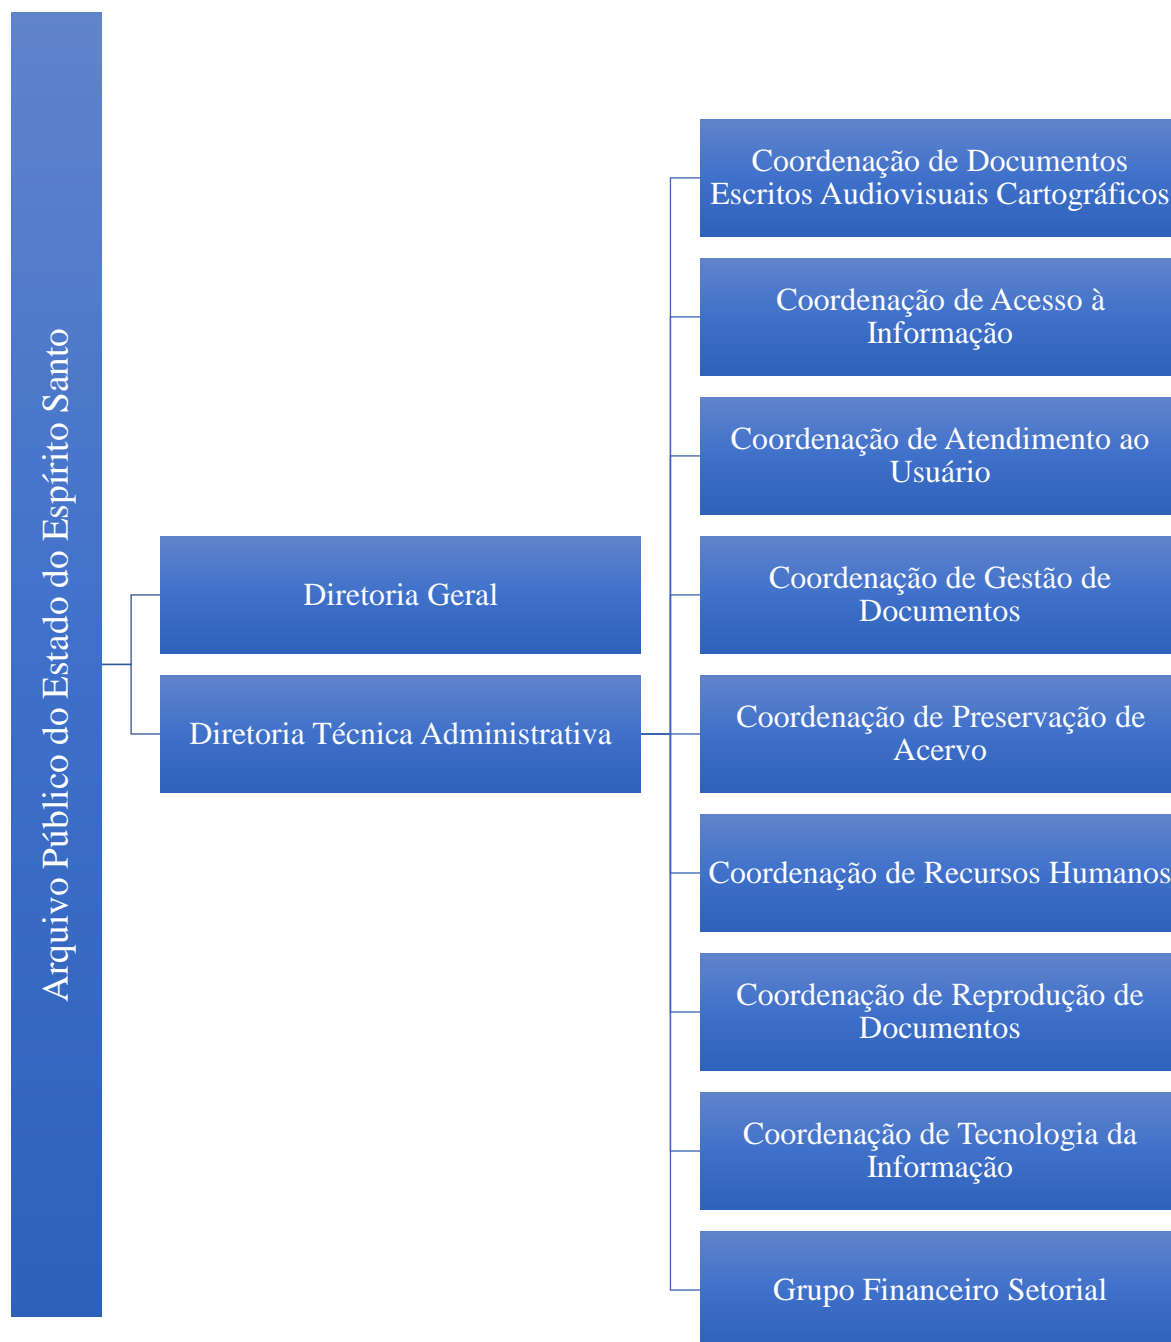 Arquivo Público do Estado do Espírito Santo
Diretoria Geral
Diretoria Técnica Administrativa
Coordenação de Documentos
Escritos Audiovisuais Cartográficos
Coordenação de Acesso à
Informação
Coordenação de Atendimento ao
Usuário
Coordenação de Gestão de
Documentos
Coordenação de Preservação de
Acervo
Coordenação de Recursos Humanos
Coordenação de Reprodução de
Documentos
Coordenação de Tecnologia da
Informação
Grupo Financeiro Setorial